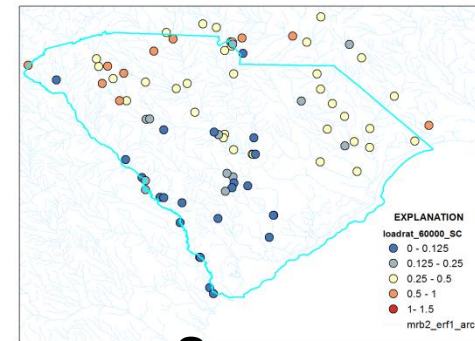 EXPLANATION
loadrat_60000_SC
0 - 0.125
0.125 - 0.25
0.25 - 0.5
0.5 - 1
1- 1.5
mrb2_erf1_arc